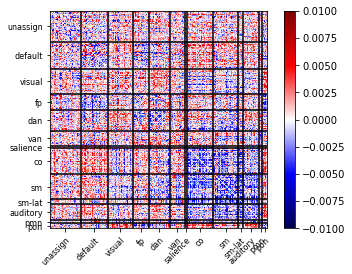 unassign
default
visual
fp
dan
van
salience
co
sm
sm-lat
auditory
pmn
pon
unassign
default
visual
fp
dan
van
salience
co
sm
sm-lat
auditory
0.0100
0.0075
0.0050
0.0025
0.0000
−0.0025
−0.0050
−0.0075
−0.0100